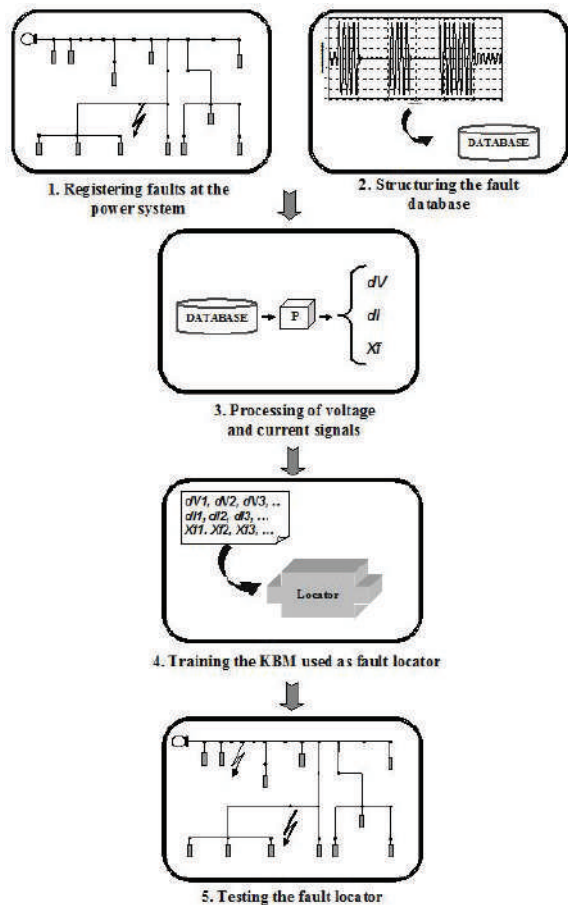 DATABASE
1. Registering faults at the
power system
2. Structuring the fault
database
DATABASE
P
dV
dI
Xf
3. Processing of voltage
and current signals
dV1, dV2, dV3, ..
dI1, dI2, dI3, ...
Xf1. Xf2, Xf3, ...
Locator
4. Training the KBM used as fault locator
5. Testing the fault locator